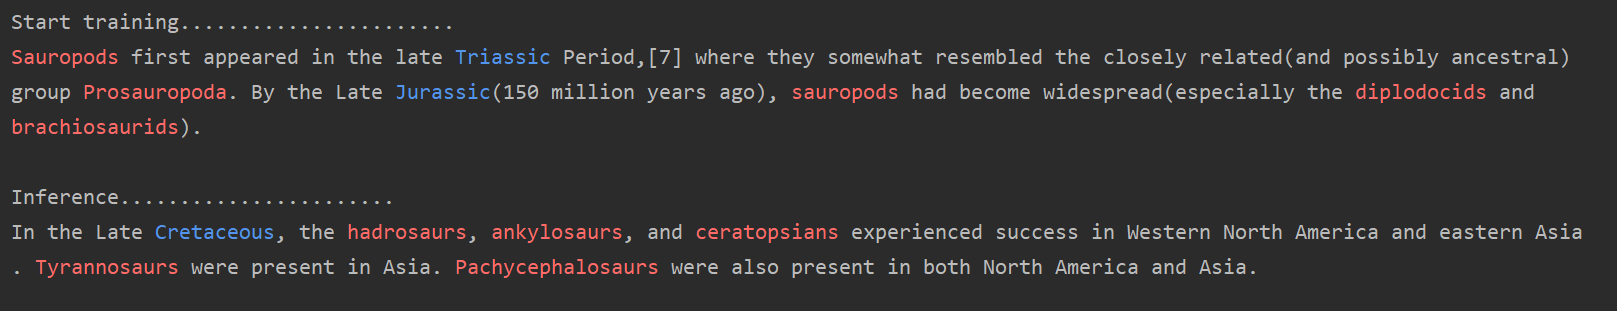 Start training.......................
Sauropods first appeared in the late Triassic Period,[7] where they somewhat resembled the closely related(and possibly ancestral)
group Prosauropoda. By the Late Jurassic(150 million years ago), sauropods had become widespread(especially the diplodocids and
brachiosaurids).
Inference.......................
In the Late Cretaceous, the hadrosaurs, ankylosaurs, and ceratopsians experienced success in Western North America and eastern Asia
. Tyrannosaurs were present in Asia. Pachycephalosaurs were also present in both North America and Asia.